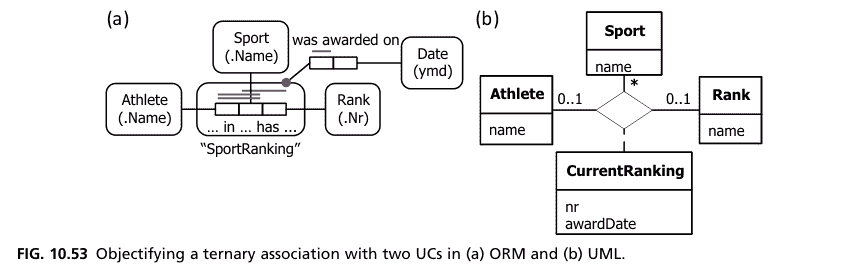 (a)
Sport
(.Name)
was awarded on
Date
(ymd)
Athlete
(.Name)
Rank
(.Nr)
... in ... has ...
“SportRanking”
(b)
Sport
name
*
Athlete
name
0..1
0..1
Rank
name
CurrentRanking
nr
awardDate
FIG. 10.53 Objectifying a ternary association with two UCs in (a) ORM and (b) UML.